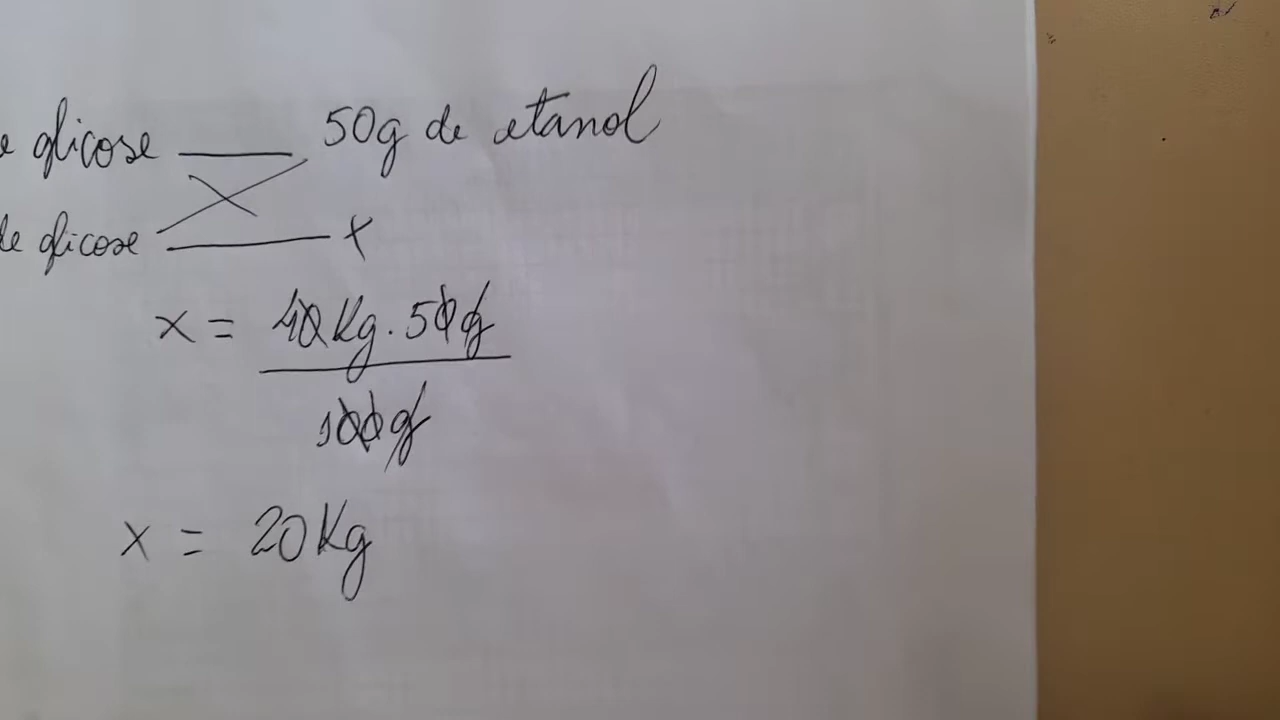 e glicose 50g de etanol
de glicose x
x = 40 Kg . 50 g
100 g
x = 20 Kg